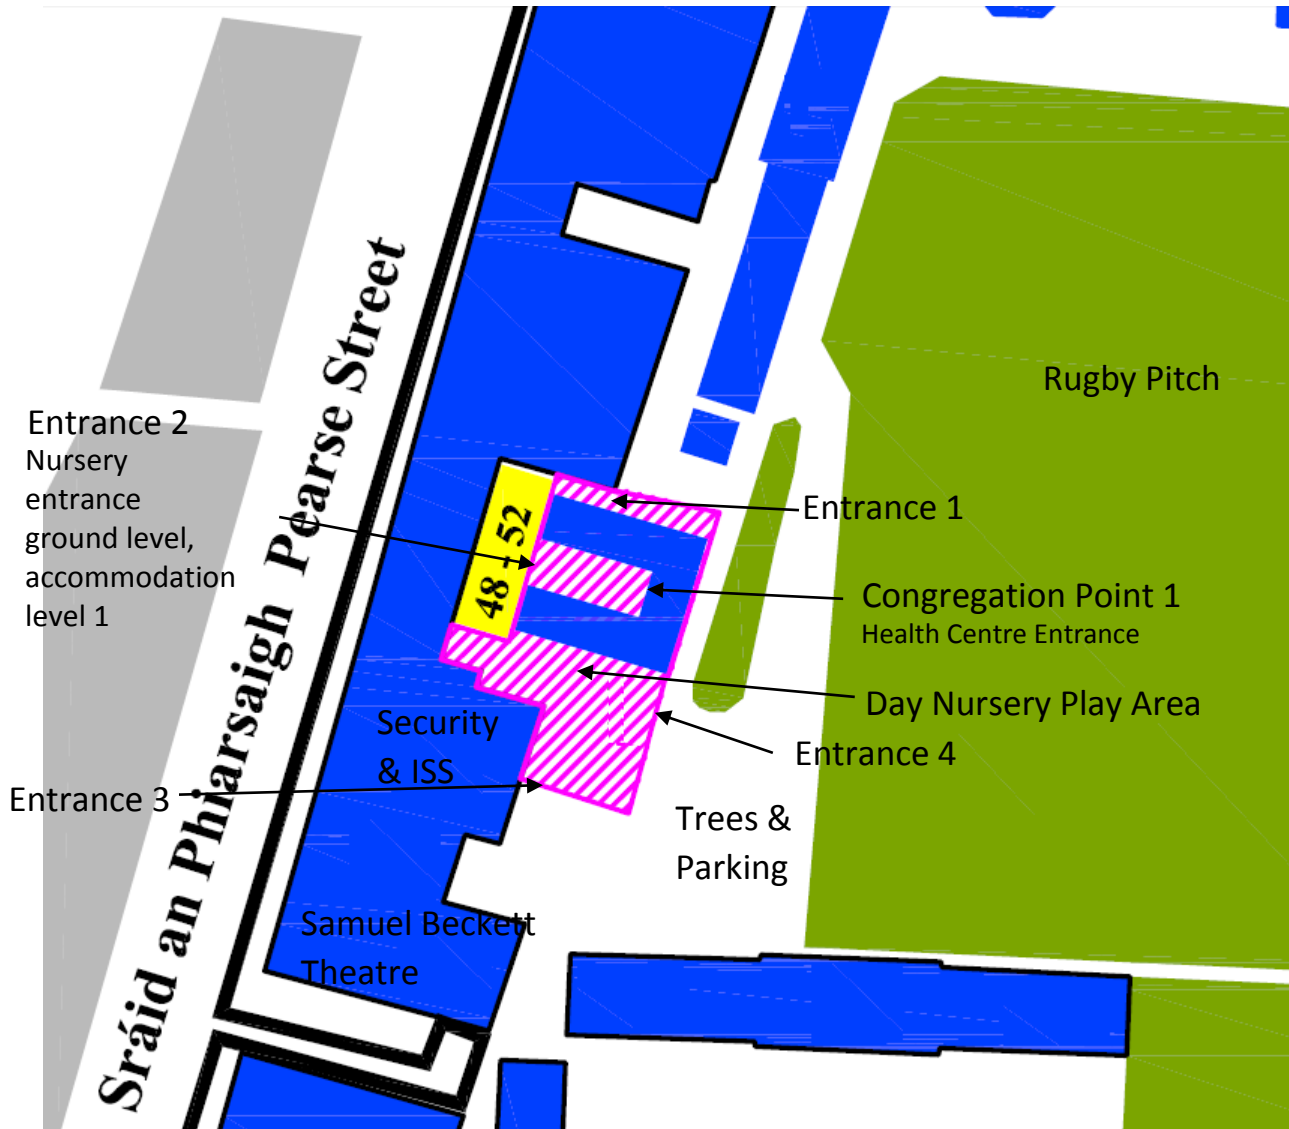 Sráid an Phiarsaigh Pearse Street
Rugby Pitch
Entrance 2
Nursery
entrance
ground level,
accommodation
level 1
48 - 52
Entrance 1
Congregation Point 1
Health Centre Entrance
Day Nursery Play Area
Security
& ISS
Entrance 4
Entrance 3
Trees &
Parking
Samuel Beckett
Theatre